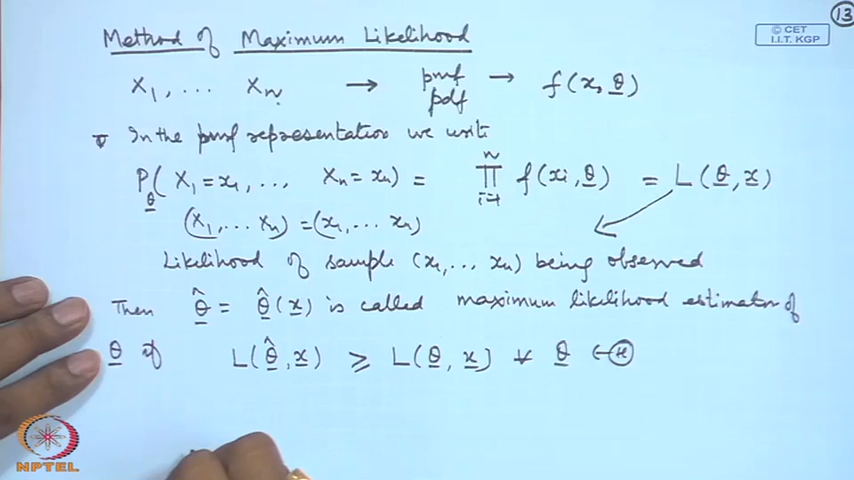 13
© CET
I.I.T. KGP
Method of Maximum Likelihood
X₁, ... Xₙ → pmf pdf → f(x, θ)
In the pmf representation we write
P_θ( X₁ = x₁, ... Xₙ = xₙ ) = ∏ⁿᵢ₌₁ f(xᵢ, θ) = L(θ, x)
(X₁, ... Xₙ) = (x₁, ... xₙ)
Likelihood of sample (x₁, ... xₙ) being observed
Then θ̂ = θ̂(x) is called maximum likelihood estimator of
θ if L(θ̂, x) ≥ L(θ, x) ∀ θ
NPTEL